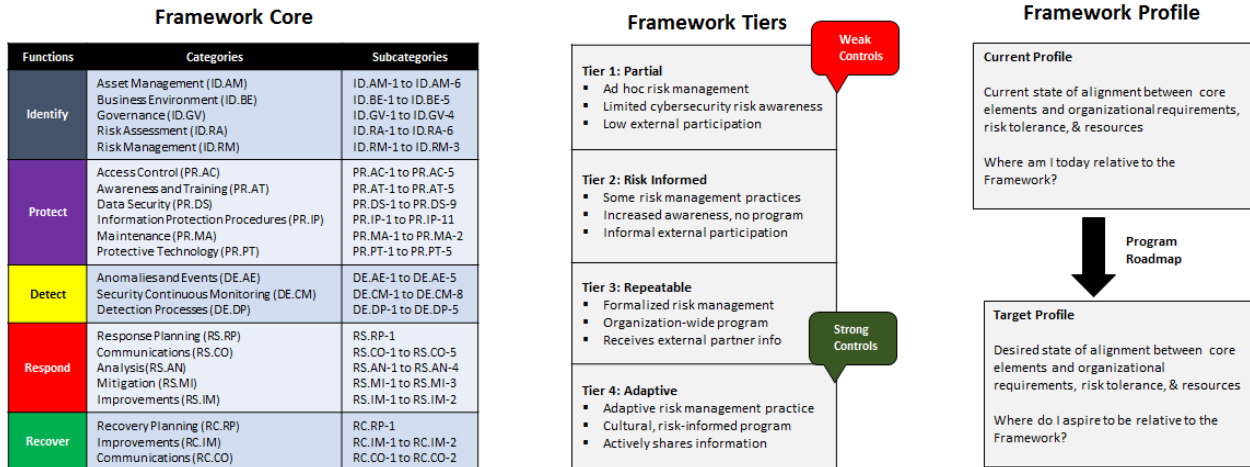 Framework Core
Functions Categories Subcategories
Identify
Asset Management (ID.AM) ID.AM-1 to ID.AM-6
Business Environment (ID.BE) ID.BE-1 to ID.BE-5
Governance (ID.GV) ID.GV-1 to ID.GV-4
Risk Assessment (ID.RA) ID.RA-1 to ID.RA-6
Risk Management (ID.RM) ID.RM-1 to ID.RM-3
Protect
Access Control (PR.AC) PR.AC-1 to PR.AC-5
Awareness and Training (PR.AT) PR.AT-1 to PR.AT-5
Data Security (PR.DS) PR.DS-1 to PR.DS-9
Information Protection Procedures (PR.IP) PR.IP-1 to PR.IP-11
Maintenance (PR.MA) PR.MA-1 to PR.MA-2
Protective Technology (PR.PT) PR.PT-1 to PR.PT-5
Detect
Anomalies and Events (DE.AE) DE.AE-1 to DE.AE-5
Security Continuous Monitoring (DE.CM) DE.CM-1 to DE.CM-8
Detection Processes (DE.DP) DE.DP-1 to DE.DP-5
Respond
Response Planning (RS.RP) RS.RP-1
Communications (RS.CO) RS.CO-1 to RS.CO-5
Analysis (RS.AN) RS.AN-1 to RS.AN-4
Mitigation (RS.MI) RS.MI-1 to RS.MI-3
Improvements (RS.IM) RS.IM-1 to RS.IM-2
Recover
Recovery Planning (RC.RP) RC.RP-1
Improvements (RC.IM) RC.IM-1 to RC.IM-2
Communications (RC.CO) RC.CO-1 to RC.CO-2
Framework Tiers
Weak
Controls
Tier 1: Partial
▪ Ad hoc risk management
▪ Limited cybersecurity risk awareness
▪ Low external participation
Tier 2: Risk Informed
▪ Some risk management practices
▪ Increased awareness, no program
▪ Informal external participation
Tier 3: Repeatable
▪ Formalized risk management
▪ Organization-wide program
▪ Receives external partner info
Strong
Controls
Tier 4: Adaptive
▪ Adaptive risk management practice
▪ Cultural, risk-informed program
▪ Actively shares information
Framework Profile
Current Profile
Current state of alignment between core
elements and organizational requirements,
risk tolerance, & resources
Where am I today relative to the
Framework?
Program
Roadmap
Target Profile
Desired state of alignment between core
elements and organizational
requirements, risk tolerance, & resources
Where do I aspire to be relative to the
Framework?